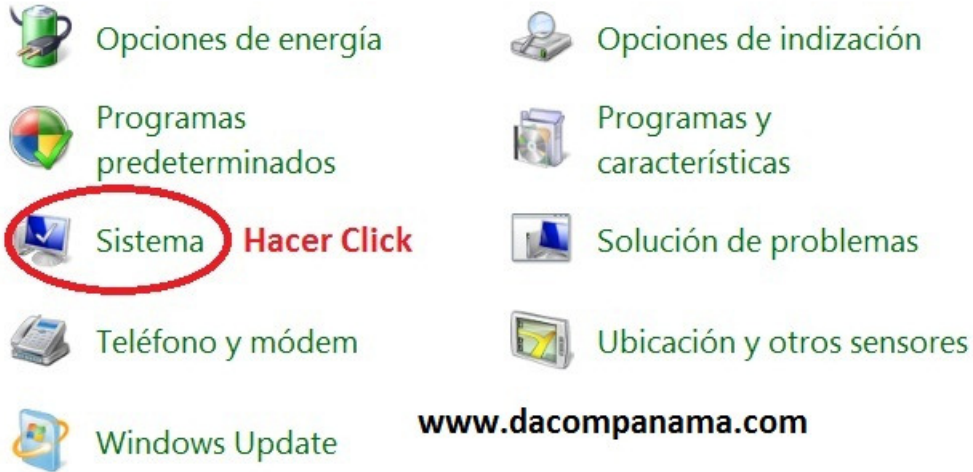 Opciones de energía
Opciones de indización
Programas
predeterminados
Programas y
características
Sistema
Hacer Click
Solución de problemas
Teléfono y módem
Ubicación y otros sensores
Windows Update
www.dacompanama.com